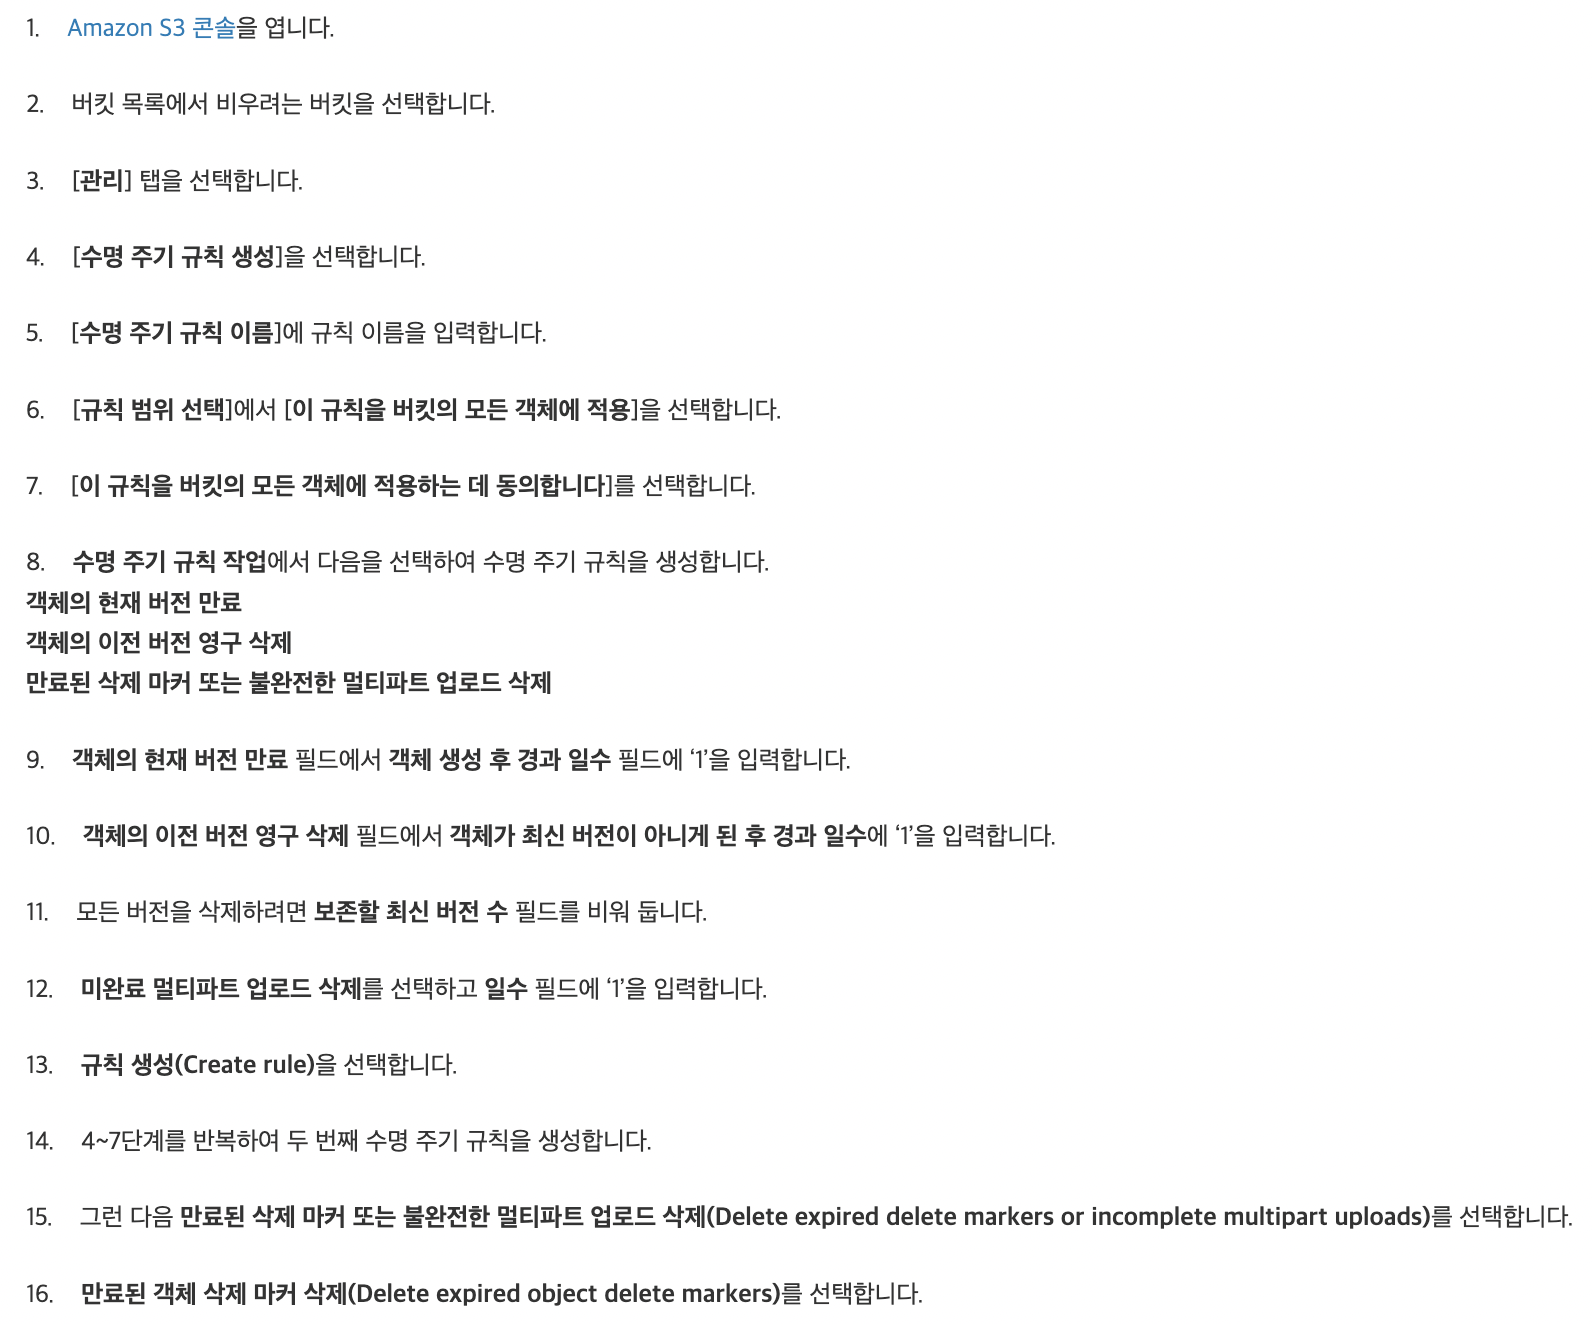 1. Amazon S3 콘솔을 엽니다.
2. 버킷 목록에서 비우려는 버킷을 선택합니다.
3. [관리] 탭을 선택합니다.
4. [수명 주기 규칙 생성]을 선택합니다.
5. [수명 주기 규칙 이름]에 규칙 이름을 입력합니다.
6. [규칙 범위 선택]에서 [이 규칙을 버킷의 모든 객체에 적용]을 선택합니다.
7. [이 규칙을 버킷의 모든 객체에 적용하는 데 동의합니다]를 선택합니다.
8. 수명 주기 규칙 작업에서 다음을 선택하여 수명 주기 규칙을 생성합니다.
객체의 현재 버전 만료
객체의 이전 버전 영구 삭제
만료된 삭제 마커 또는 불완전한 멀티파트 업로드 삭제
9. 객체의 현재 버전 만료 필드에서 객체 생성 후 경과 일수 필드에 ‘1’을 입력합니다.
10. 객체의 이전 버전 영구 삭제 필드에서 객체가 최신 버전이 아니게 된 후 경과 일수에 ‘1’을 입력합니다.
11. 모든 버전을 삭제하려면 보존할 최신 버전 수 필드를 비워 둡니다.
12. 미완료 멀티파트 업로드 삭제를 선택하고 일수 필드에 ‘1’을 입력합니다.
13. 규칙 생성(Create rule)을 선택합니다.
14. 4~7단계를 반복하여 두 번째 수명 주기 규칙을 생성합니다.
15. 그런 다음 만료된 삭제 마커 또는 불완전한 멀티파트 업로드 삭제(Delete expired delete markers or incomplete multipart uploads)를 선택합니다.
16. 만료된 객체 삭제 마커 삭제(Delete expired object delete markers)를 선택합니다.